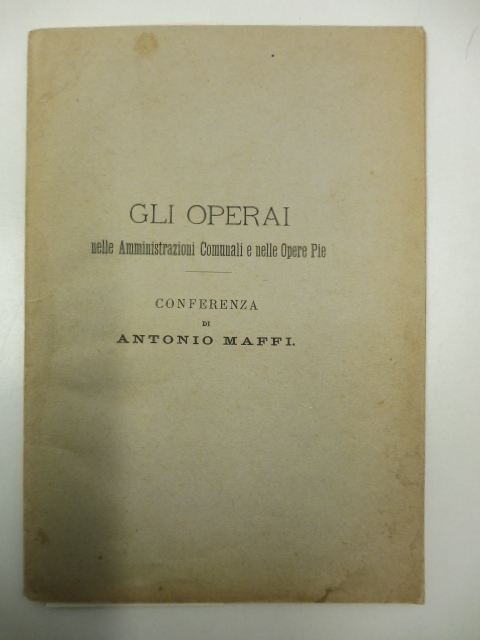 GLI OPERAI
nelle Amministrazioni Comunali e nelle Opere Pie
CONFERENZA
DI
ANTONIO MAFFI.